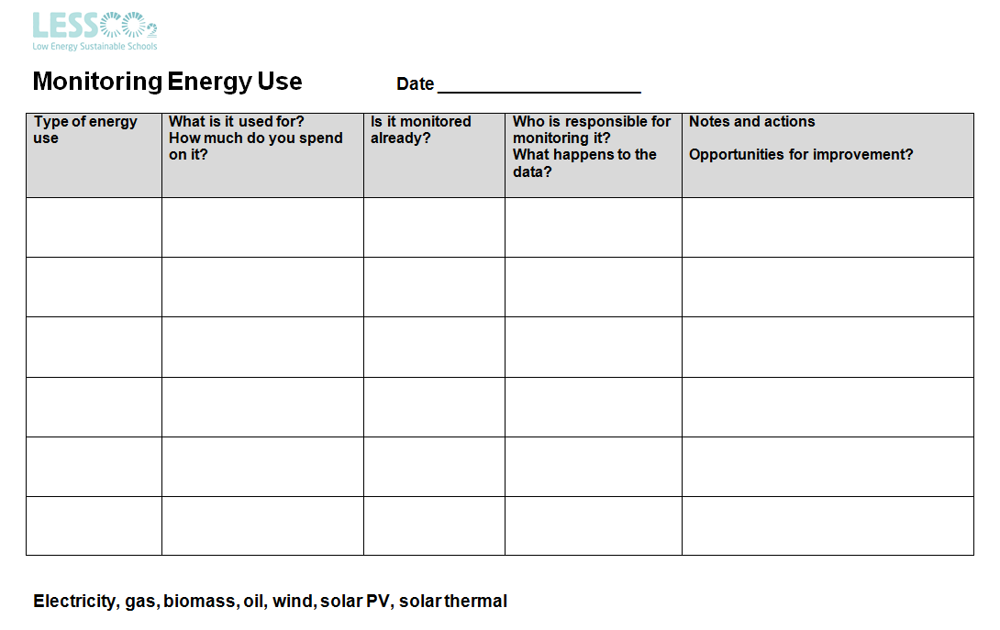 LESSCO2
Low Energy Sustainable Schools
Monitoring Energy Use Date
Type of energy
use
What is it used for?
How much do you spend
on it?
Is it monitored
already?
Who is responsible for
monitoring it?
What happens to the
data?
Notes and actions
Opportunities for improvement?
Electricity, gas, biomass, oil, wind, solar PV, solar thermal